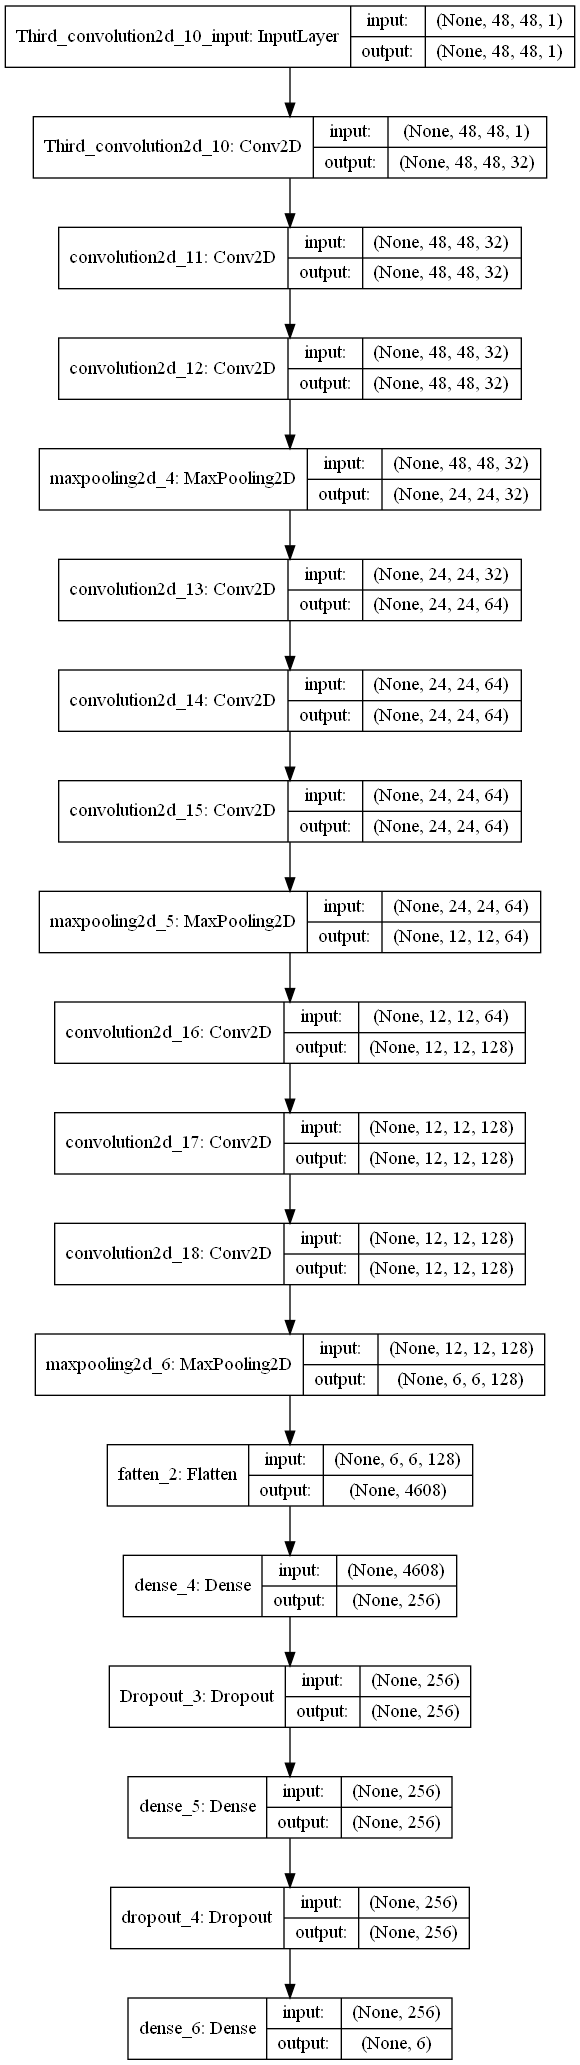 Third_convolution2d_10_input: InputLayer input: (None, 48, 48, 1)
output: (None, 48, 48, 1)
Third_convolution2d_10: Conv2D input: (None, 48, 48, 1)
output: (None, 48, 48, 32)
convolution2d_11: Conv2D input: (None, 48, 48, 32)
output: (None, 48, 48, 32)
convolution2d_12: Conv2D input: (None, 48, 48, 32)
output: (None, 48, 48, 32)
maxpooling2d_4: MaxPooling2D input: (None, 48, 48, 32)
output: (None, 24, 24, 32)
convolution2d_13: Conv2D input: (None, 24, 24, 32)
output: (None, 24, 24, 64)
convolution2d_14: Conv2D input: (None, 24, 24, 64)
output: (None, 24, 24, 64)
convolution2d_15: Conv2D input: (None, 24, 24, 64)
output: (None, 24, 24, 64)
maxpooling2d_5: MaxPooling2D input: (None, 24, 24, 64)
output: (None, 12, 12, 64)
convolution2d_16: Conv2D input: (None, 12, 12, 64)
output: (None, 12, 12, 128)
convolution2d_17: Conv2D input: (None, 12, 12, 128)
output: (None, 12, 12, 128)
convolution2d_18: Conv2D input: (None, 12, 12, 128)
output: (None, 12, 12, 128)
maxpooling2d_6: MaxPooling2D input: (None, 12, 12, 128)
output: (None, 6, 6, 128)
fatten_2: Flatten input: (None, 6, 6, 128)
output: (None, 4608)
dense_4: Dense input: (None, 4608)
output: (None, 256)
Dropout_3: Dropout input: (None, 256)
output: (None, 256)
dense_5: Dense input: (None, 256)
output: (None, 256)
dropout_4: Dropout input: (None, 256)
output: (None, 256)
dense_6: Dense input: (None, 256)
output: (None, 6)